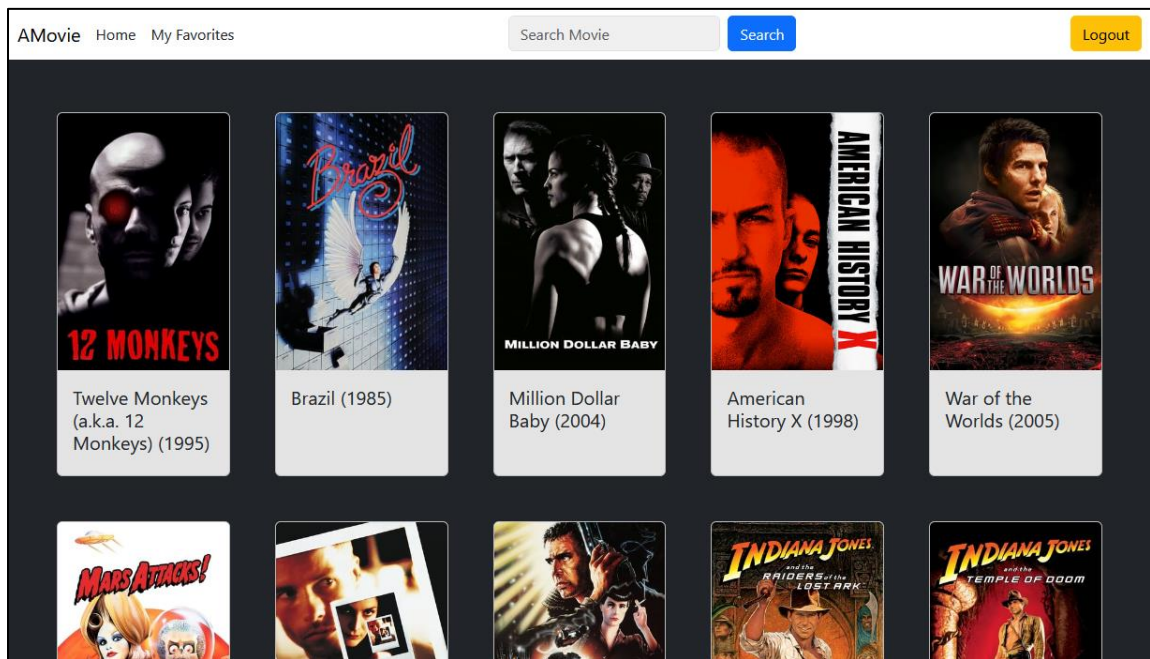 AMovie Home My Favorites Search Movie Search Logout
12 MONKEYS
Brazil
MILLION DOLLAR BABY
AMERICAN HISTORY X
WAR OF THE WORLDS
Twelve Monkeys
(a.k.a. 12
Monkeys) (1995)
Brazil (1985)
Million Dollar
Baby (2004)
American
History X (1998)
War of the
Worlds (2005)
MARS ATTACKS!
INDIANA JONES
and the
RAIDERS of the
LOST ARK
INDIANA JONES
and the
TEMPLE OF DOOM